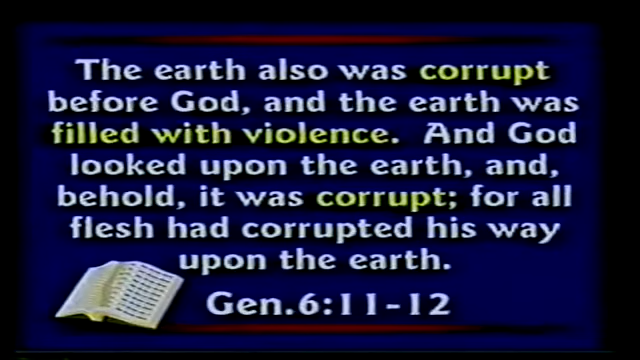 The earth also was corrupt
before God, and the earth was
filled with violence. And God
looked upon the earth, and,
behold, it was corrupt; for all
flesh had corrupted his way
upon the earth.
Gen.6:11-12